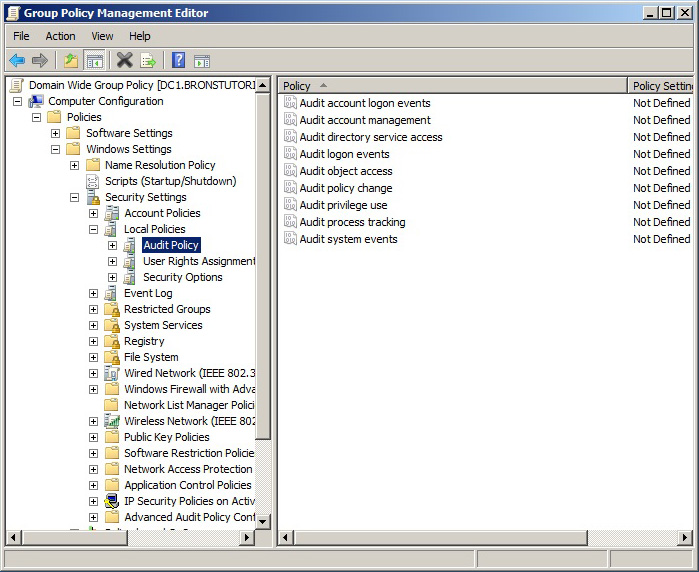 Group Policy Management Editor
File Action View Help
Domain Wide Group Policy [DC1.BRONSTUTORI
Computer Configuration
Policies
Software Settings
Windows Settings
Name Resolution Policy
Scripts (Startup/Shutdown)
Security Settings
Account Policies
Local Policies
Audit Policy
User Rights Assignment
Security Options
Event Log
Restricted Groups
System Services
Registry
File System
Wired Network (IEEE 802.3
Windows Firewall with Adva
Network List Manager Polici
Wireless Network (IEEE 802
Public Key Policies
Software Restriction Policie
Network Access Protection
Application Control Policies
IP Security Policies on Activ
Advanced Audit Policy Conf
Policy Policy Setting
Audit account logon events Not Defined
Audit account management Not Defined
Audit directory service access Not Defined
Audit logon events Not Defined
Audit object access Not Defined
Audit policy change Not Defined
Audit privilege use Not Defined
Audit process tracking Not Defined
Audit system events Not Defined